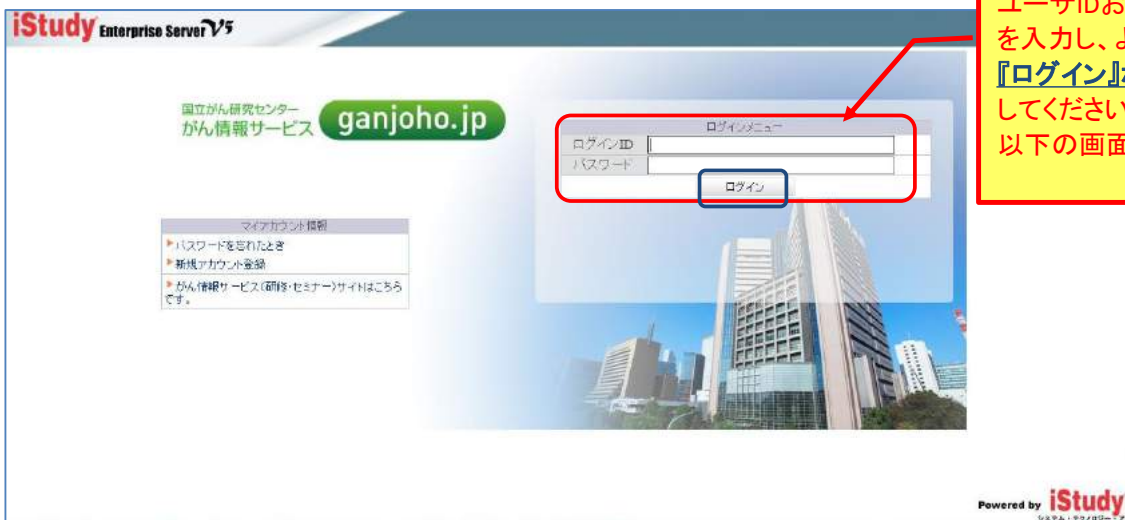 iStudy Enterprise Server V5
ユーザIDお
を入力し、よ
『ログイン』
してください
以下の画面
国立がん研究センター
がん情報サービス ganjoho.jp
ログインメニュー
ログインID
パスワード
ログイン
マイアカウント情報
パスワードを忘れたとき
新規アカウント登録
がん情報サービス(研修・セミナー)サイトはこちら
です。
Powered by iStudy